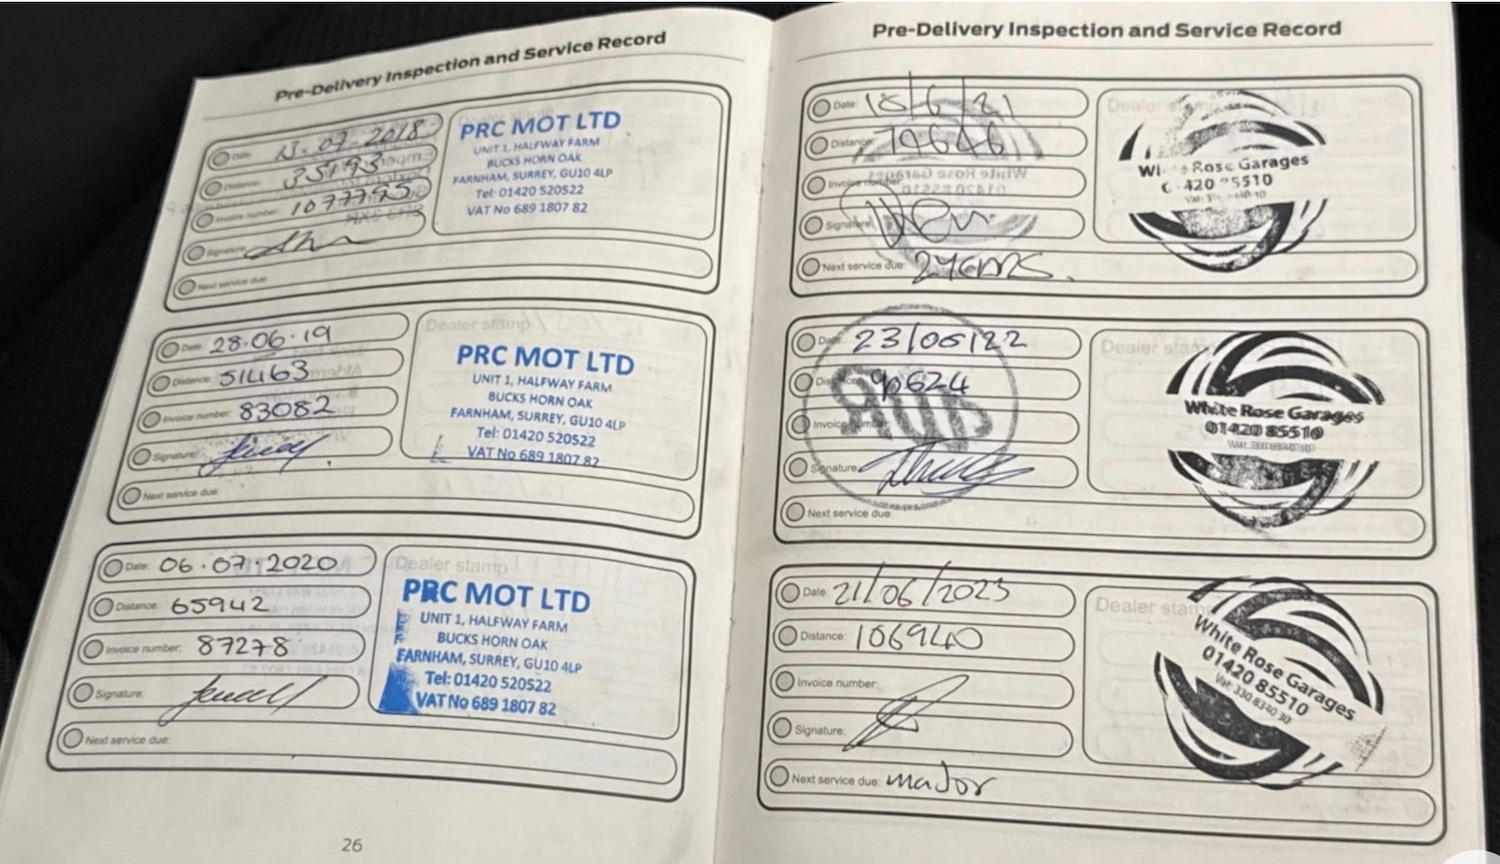 Pre-Delivery Inspection and Service Record
Date: 13.07.2018
Distance: 35193
Invoice number: 1077795
Signature:
Next service due:
PRC MOT LTD
UNIT 1, HALFWAY FARM
BUCKS HORN OAK
FARNHAM, SURREY, GU10 4LP
Tel: 01420 520522
VAT No 689 1807 82
Date: 28.06.19
Distance: 51463
Invoice number: 83082
Signature:
Next service due:
Dealer stamp
PRC MOT LTD
UNIT 1, HALFWAY FARM
BUCKS HORN OAK
FARNHAM, SURREY, GU10 4LP
Tel: 01420 520522
VAT No 689 1807 82
Date: 06.07.2020
Distance: 65942
Invoice number: 87278
Signature:
Next service due:
Dealer stamp
PRC MOT LTD
UNIT 1, HALFWAY FARM
BUCKS HORN OAK
FARNHAM, SURREY, GU10 4LP
Tel: 01420 520522
VAT No 689 1807 82
26
Pre-Delivery Inspection and Service Record
Date: 18/6/21
Distance: 79646
Invoice number:
Signature:
Next service due:
Dealer stamp
Rose Garages
Date: 23/06/22
Distance: 90624
Invoice number:
Signature:
Next service due:
Dealer stamp
White Rose Garages
01420 85510
Date: 21/06/2023
Distance: 106940
Invoice number:
Signature:
Next service due: major
Dealer stamp
White Rose Garages
01420 85510
Vat: 330 8340 30